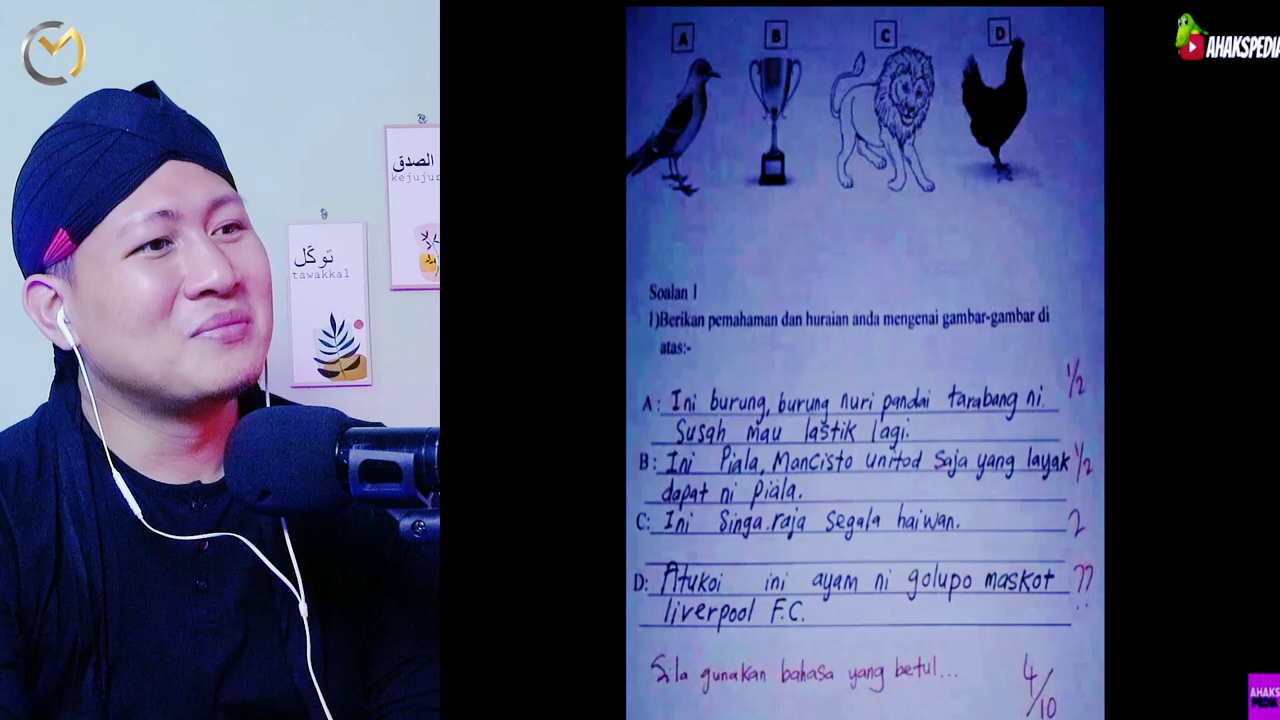 AHAKSPEDIA
الصدق
kejujur
توكّل
tawakkal
A B C D
Soalan 1
1)Berikan pemahaman dan huraian anda mengenai gambar-gambar di
atas:-
A: Ini burung, burung nuri pandai tarabang ni. 1/2
Susah mau lastik lagi.
B: Ini Piala, Mancisto unitod saja yang layak 1/2
dapat ni piala.
C: Ini Singa.raja segala haiwan. 2
D: Atukoi ini ayam ni golupo maskot ??
liverpool F.C.
Sila gunakan bahasa yang betul... 4/10
AHAKS
PEDIA